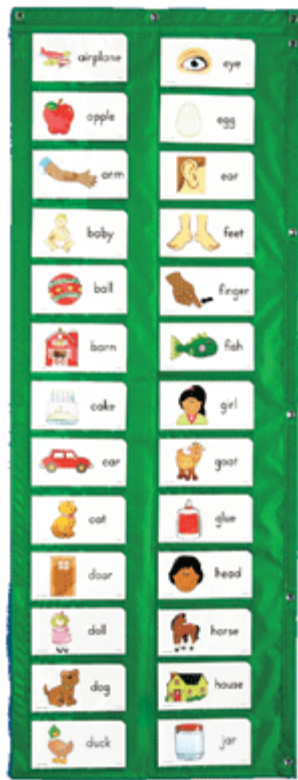 airplane
apple
arm
baby
ball
barn
cake
car
cat
door
doll
dog
duck
eye
egg
ear
feet
finger
fish
girl
goat
glue
head
horse
house
jar